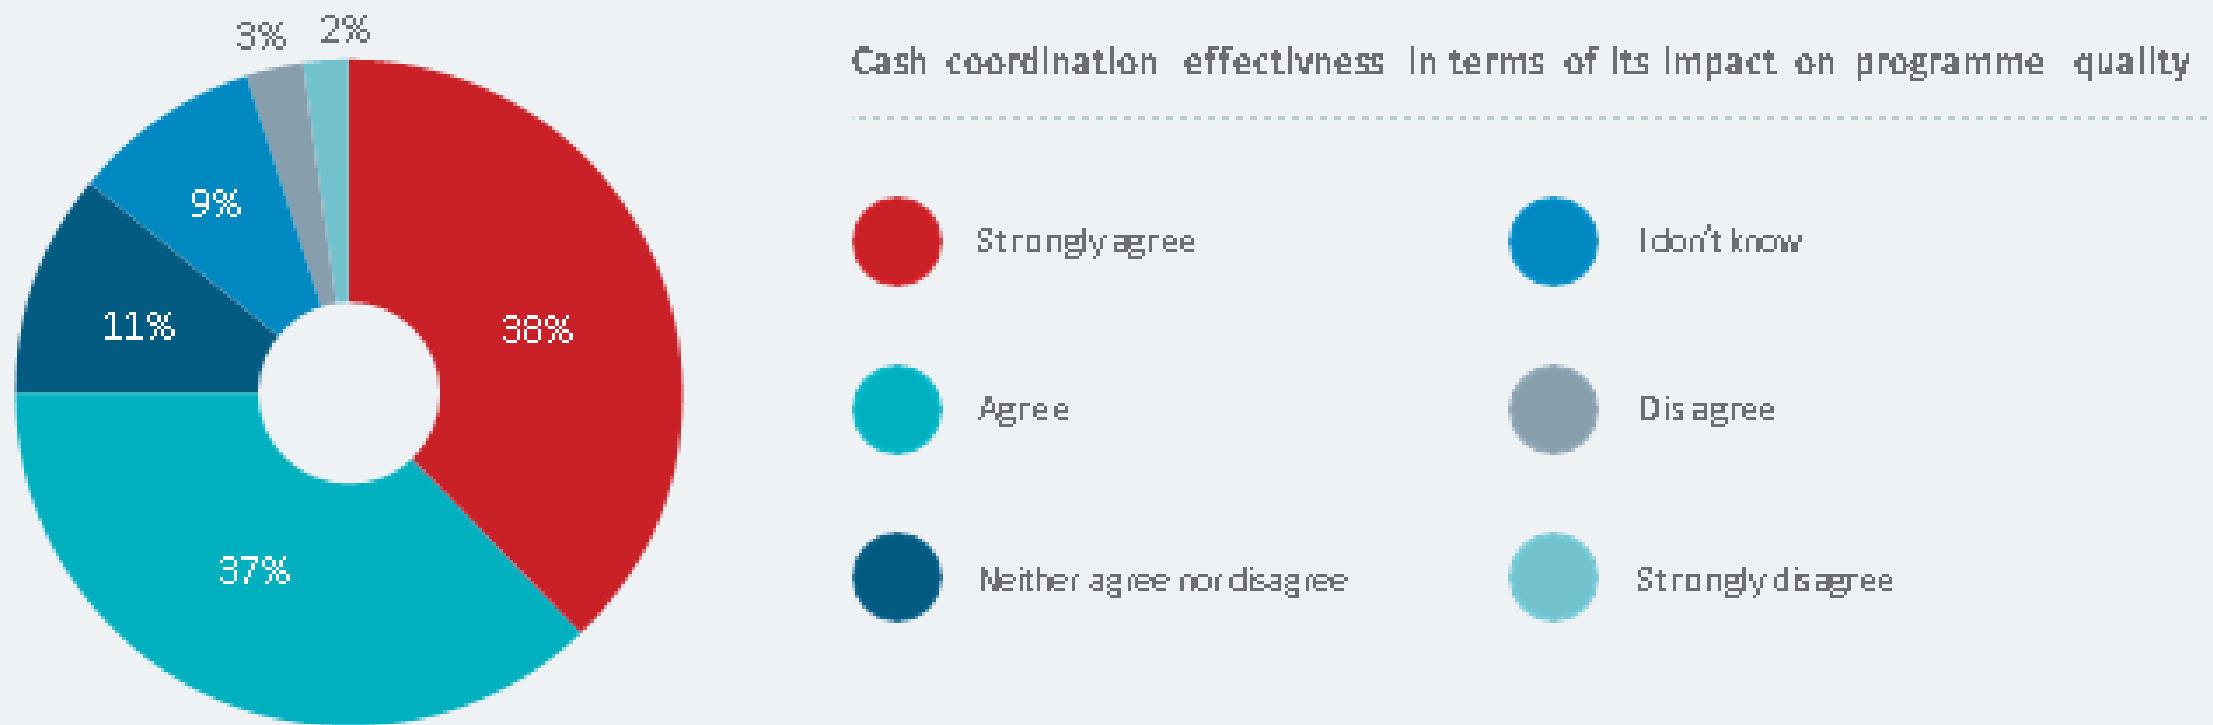 3% 2%
9%
11%
38%
37%
Cash coordination effectivness in terms of its impact on programme quality
Strongly agree
Agree
Neither agree nor disagree
I don't know
Disagree
Strongly disagree